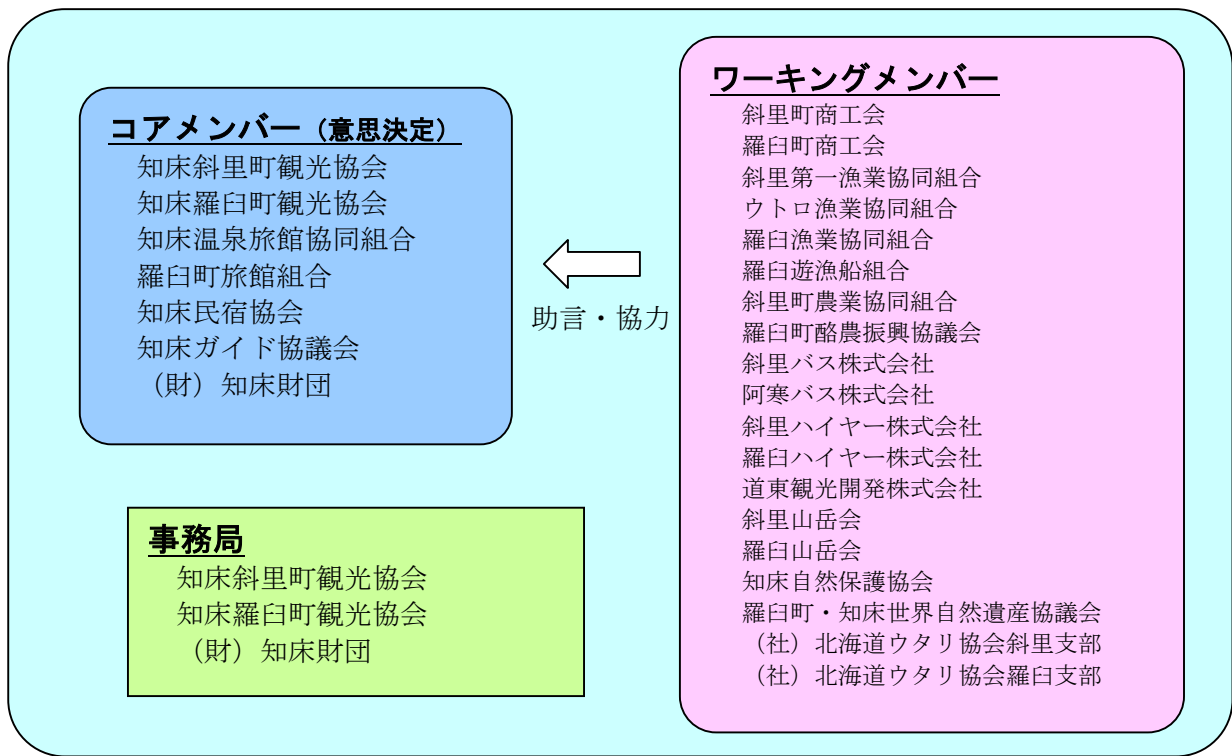 コアメンバー（意思決定）
知床斜里町観光協会
知床羅臼町観光協会
知床温泉旅館協同組合
羅臼町旅館組合
知床民宿協会
知床ガイド協議会
（財）知床財団
助言・協力
ワーキングメンバー
斜里町商工会
羅臼町商工会
斜里第一漁業協同組合
ウトロ漁業協同組合
羅臼漁業協同組合
羅臼遊漁船組合
斜里町農業協同組合
羅臼町酪農振興協議会
斜里バス株式会社
阿寒バス株式会社
斜里ハイヤー株式会社
羅臼ハイヤー株式会社
道東観光開発株式会社
斜里山岳会
羅臼山岳会
知床自然保護協会
羅臼町・知床世界自然遺産協議会
（社）北海道ウタリ協会斜里支部
（社）北海道ウタリ協会羅臼支部
事務局
知床斜里町観光協会
知床羅臼町観光協会
（財）知床財団